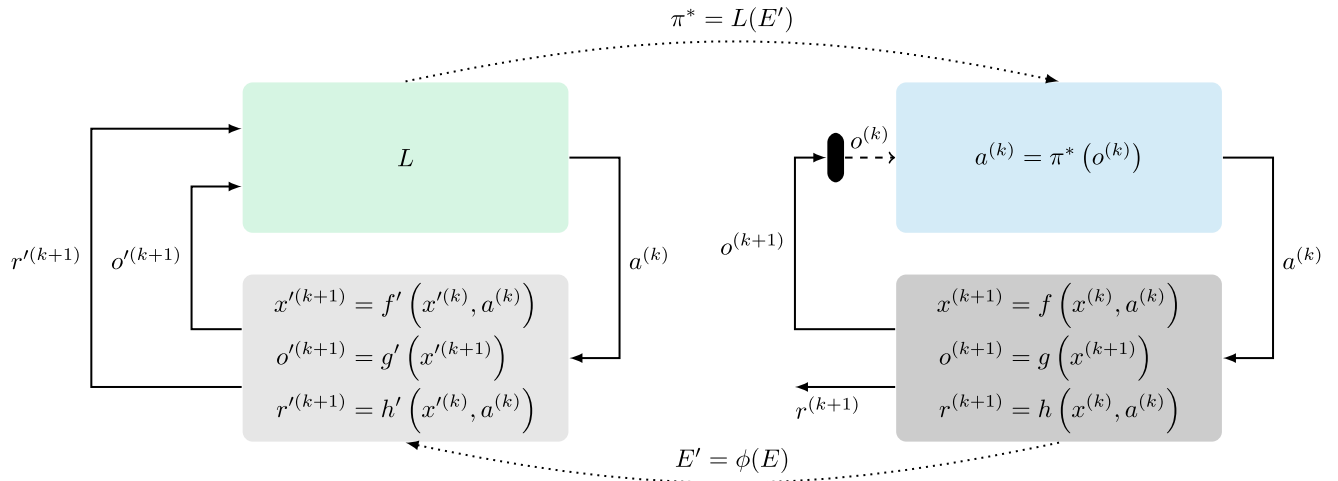 π* = L(E′)
L
r′(k+1)
o′(k+1)
a(k)
x′(k+1) = f′(x′(k), a(k))
o′(k+1) = g′(x′(k+1))
r′(k+1) = h′(x′(k), a(k))
o(k)
a(k) = π*(o(k))
o(k+1)
a(k)
x(k+1) = f(x(k), a(k))
o(k+1) = g(x(k+1))
r(k+1) = h(x(k), a(k))
r(k+1)
E′ = ϕ(E)